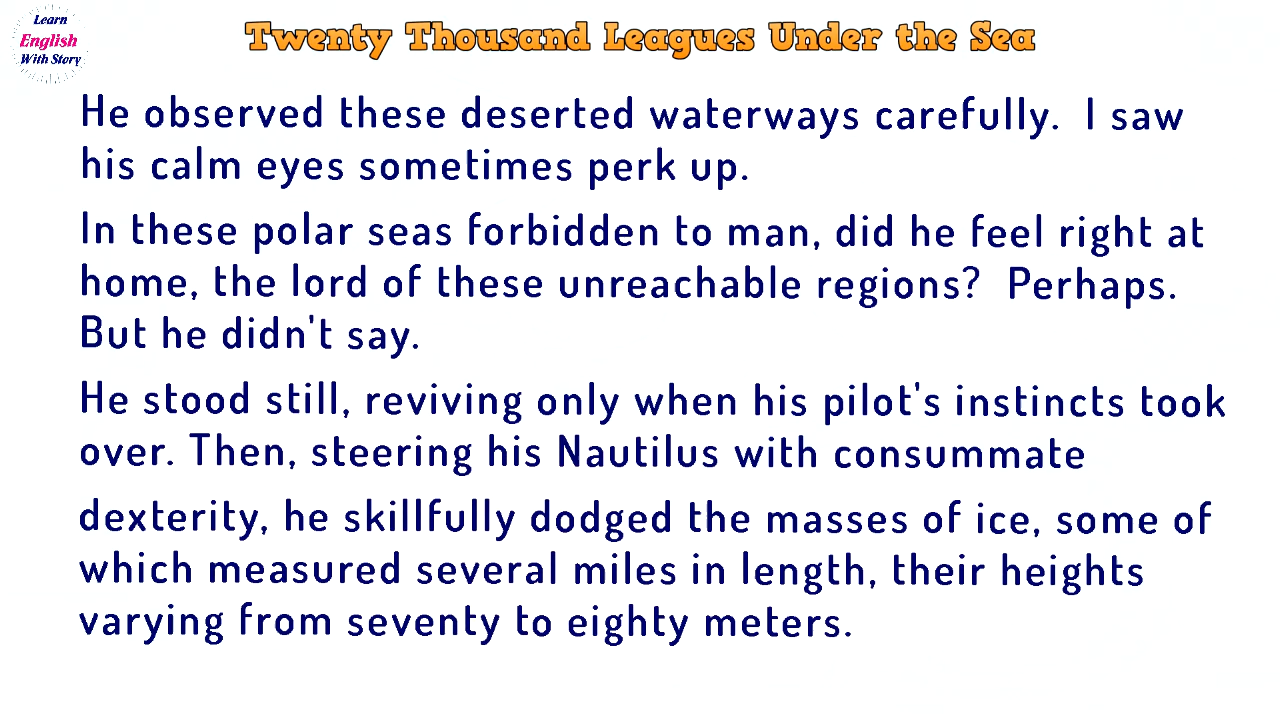 Learn
English
With Story
Twenty Thousand Leagues Under the Sea
He observed these deserted waterways carefully.  I saw
his calm eyes sometimes perk up.
In these polar seas forbidden to man, did he feel right at
home, the lord of these unreachable regions?  Perhaps.
But he didn't say.
He stood still, reviving only when his pilot's instincts took
over. Then, steering his Nautilus with consummate
dexterity, he skillfully dodged the masses of ice, some of
which measured several miles in length, their heights
varying from seventy to eighty meters.